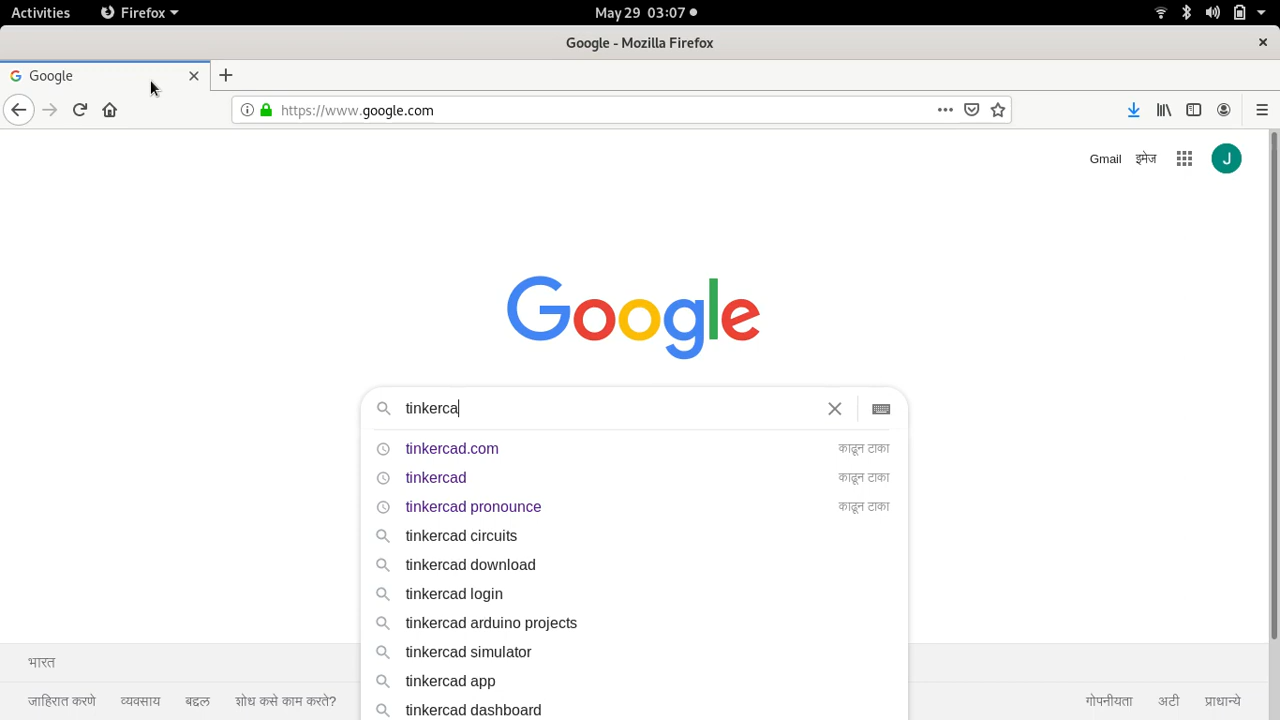 Activities Firefox May 29 03:07
Google - Mozilla Firefox
Google
https://www.google.com
Gmail इमेज J
Google
tinkerca
tinkercad.com काढून टाका
tinkercad काढून टाका
tinkercad pronounce काढून टाका
tinkercad circuits
tinkercad download
tinkercad login
tinkercad arduino projects
tinkercad simulator
tinkercad app
tinkercad dashboard
भारत
जाहिरात करणे व्यवसाय बद्दल शोध कसे काम करते? गोपनीयता अटी प्राधान्ये